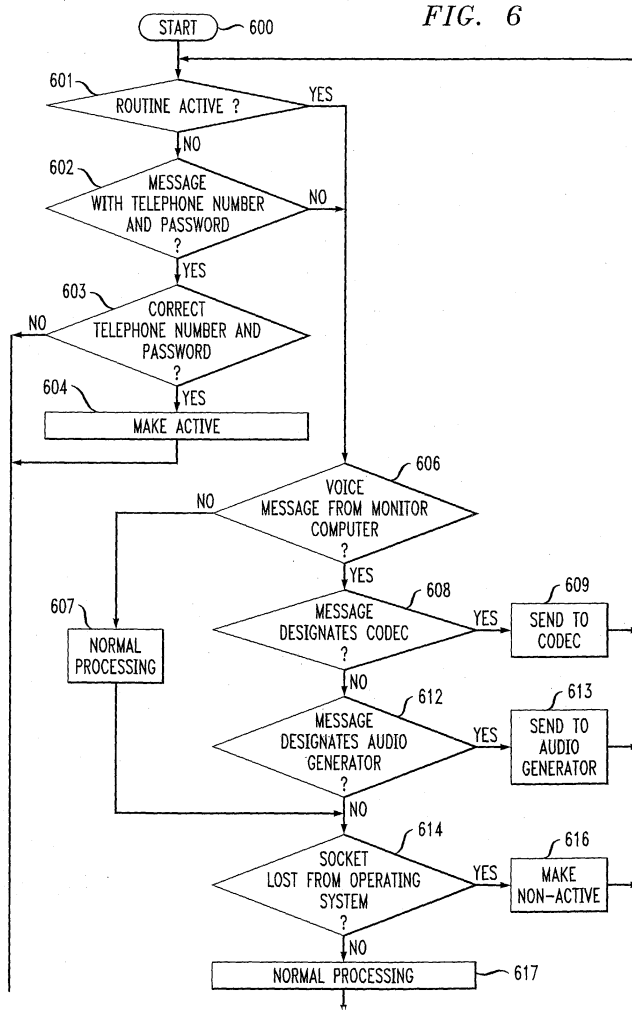 FIG. 6
START
600
601
ROUTINE ACTIVE ?
YES
NO
602
MESSAGE
WITH TELEPHONE NUMBER
AND PASSWORD
?
NO
YES
603
CORRECT
TELEPHONE NUMBER AND
PASSWORD
?
NO
YES
604
MAKE ACTIVE
606
VOICE
MESSAGE FROM MONITOR
COMPUTER
?
NO
YES
607
NORMAL
PROCESSING
608
MESSAGE
DESIGNATES CODEC
?
YES
609
SEND TO
CODEC
NO
612
MESSAGE
DESIGNATES AUDIO
GENERATOR
?
YES
613
SEND TO
AUDIO
GENERATOR
NO
614
SOCKET
LOST FROM OPERATING
SYSTEM
?
YES
616
MAKE
NON-ACTIVE
NO
NORMAL PROCESSING
617